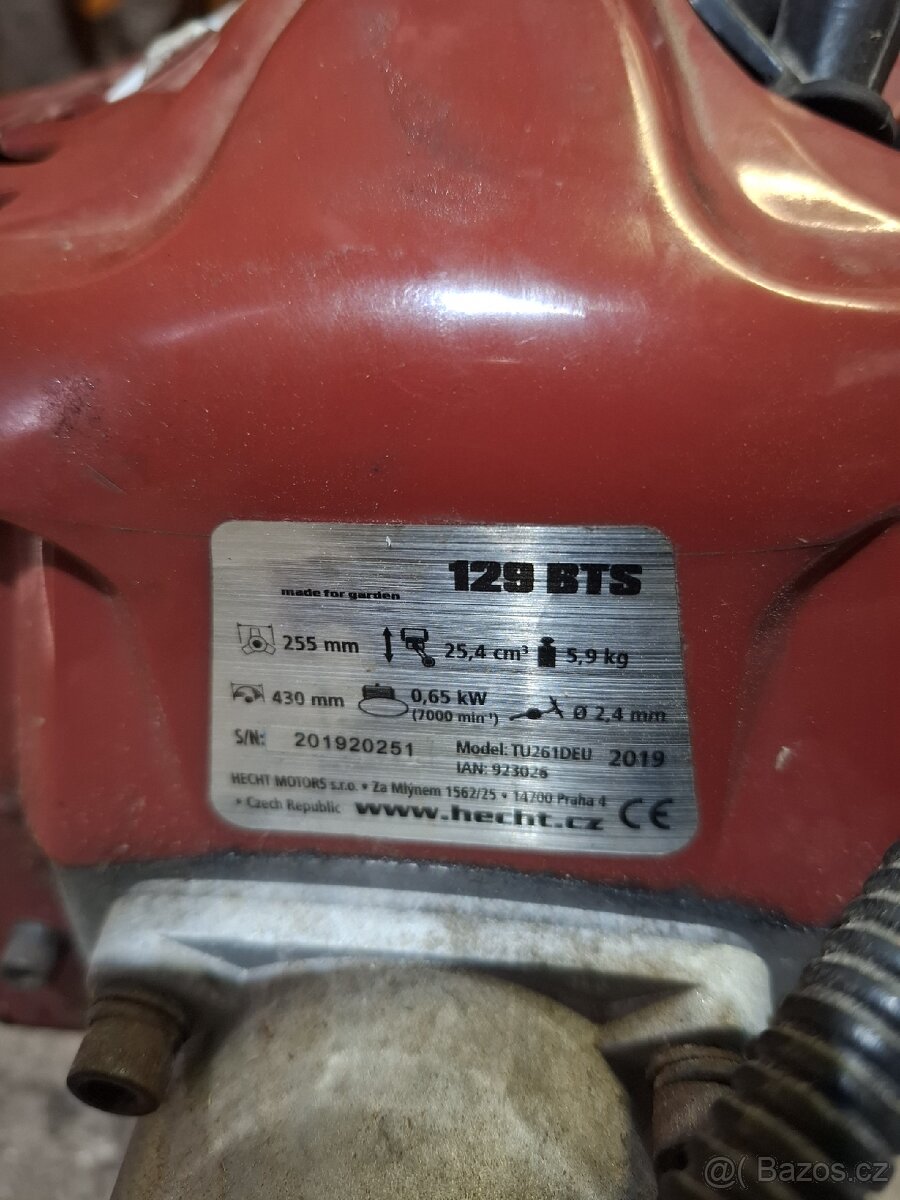 129 BTS
made for garden
255 mm 25,4 cm³ 5,9 kg
430 mm 0,65 kW
(7000 min⁻¹) Ø 2,4 mm
S/N: 201920251 Model: TU261DEU 2019
IAN: 923026
HECHT MOTORS s.r.o. • Za Mlýnem 1562/25 • 14700 Praha 4
• Czech Republic www.hecht.cz CE
@( Bazos.cz